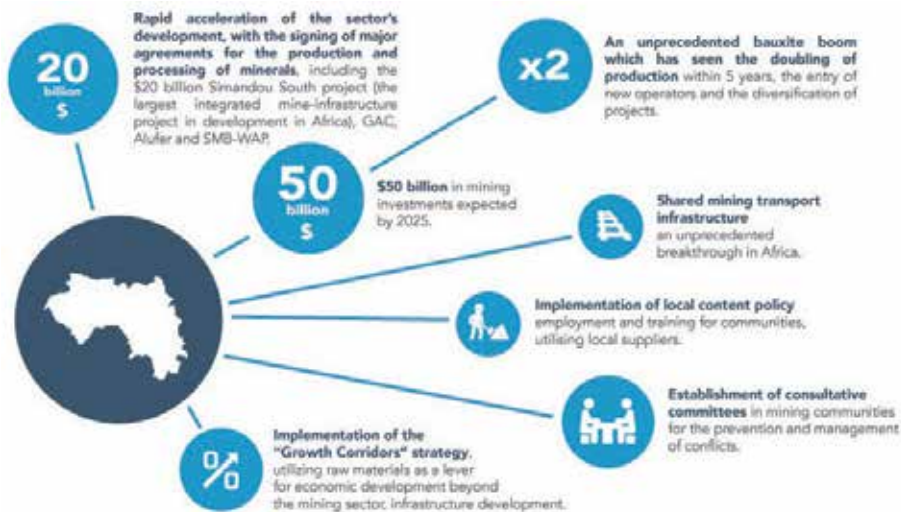 20
billion
$
Rapid acceleration of the sector's
development, with the signing of major
agreements for the production and
processing of minerals, including the
$20 billion Simandou South project (the
largest integrated mine-infrastructure
project in development in Africa), GAC,
Alufer and SMB-WAP.
x2
An unprecedented bauxite boom
which has seen the doubling of
production within 5 years, the entry of
new operators and the diversification of
projects.
50
billion
$
$50 billion in mining
investments expected
by 2025.
Shared mining transport
infrastructure
an unprecedented
breakthrough in Africa.
Implementation of local content policy
employment and training for communities,
utilising local suppliers.
Establishment of consultative
committees in mining communities
for the prevention and management
of conflicts.
Implementation of the
"Growth Corridors" strategy,
utilizing raw materials as a lever
for economic development beyond
the mining sector, infrastructure development.